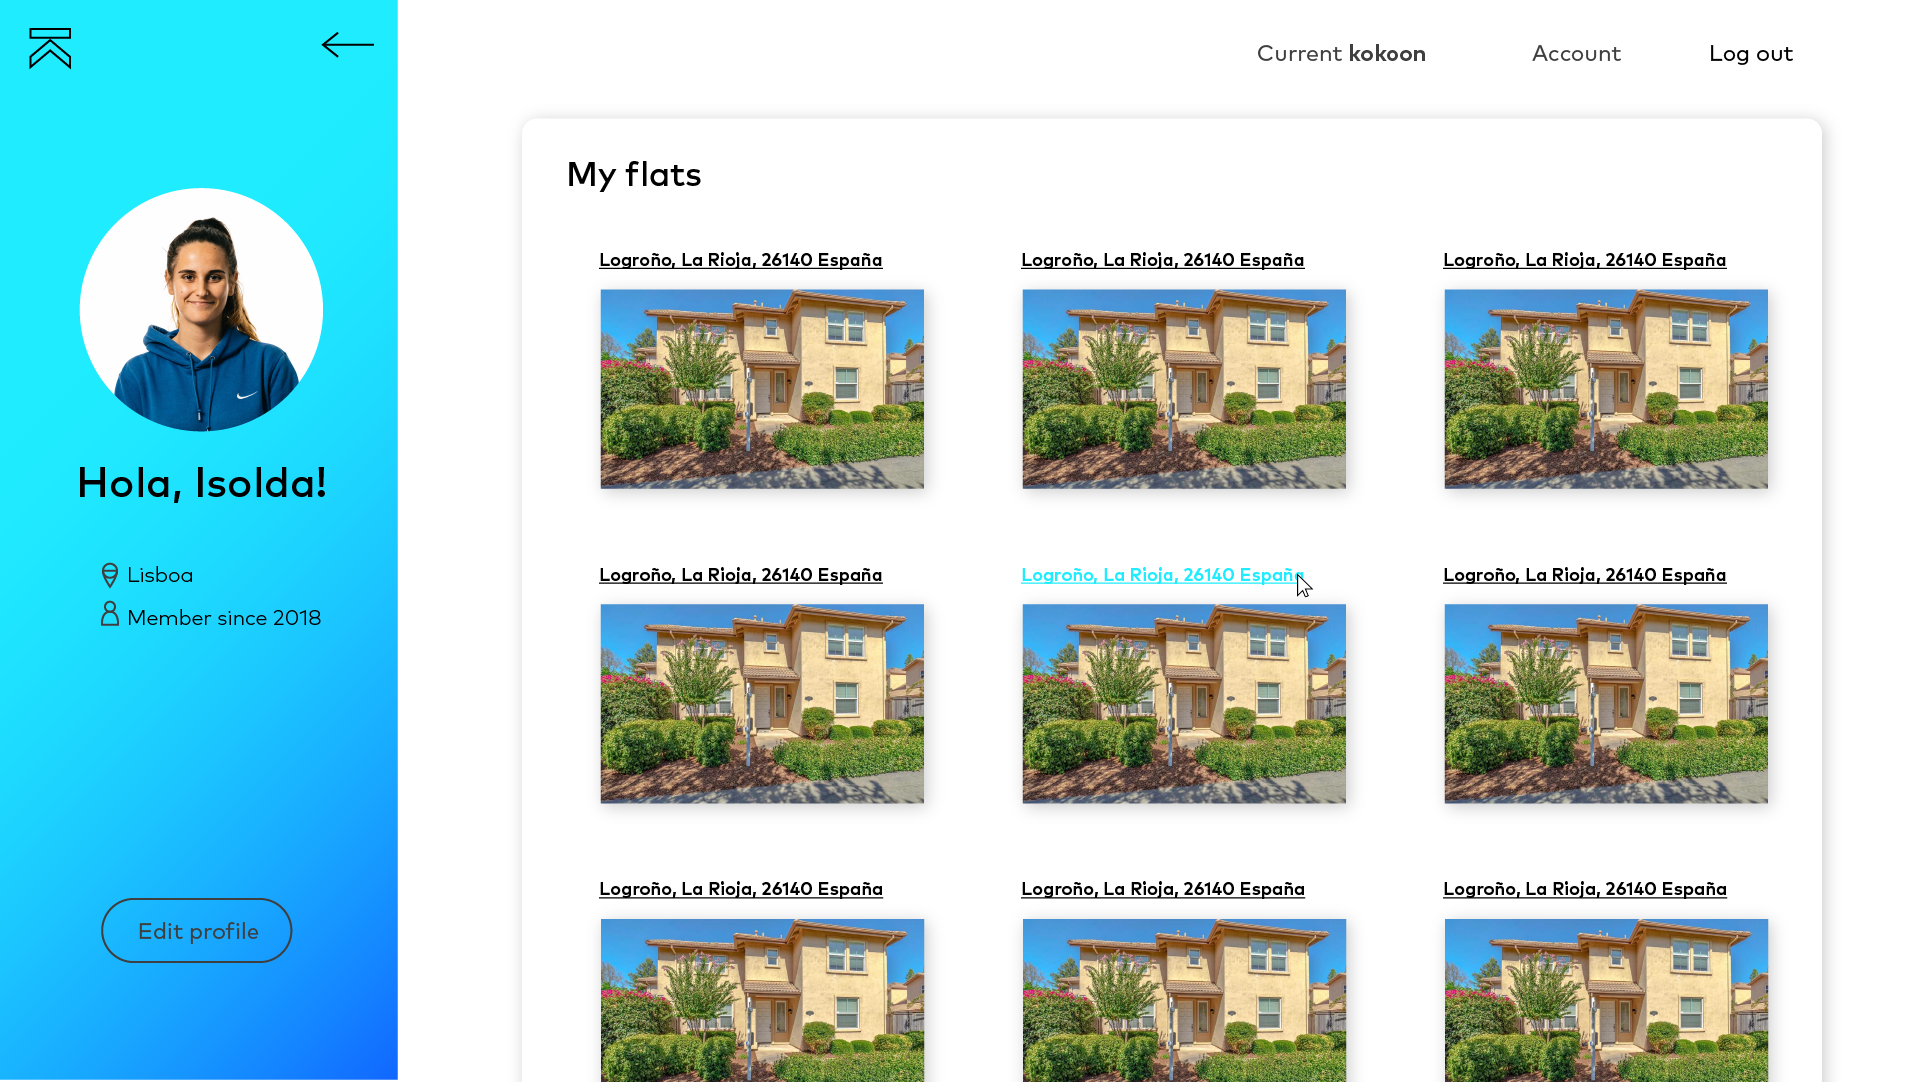 Current kokoon
Account
Log out
My flats
Logroño, La Rioja, 26140 España
Logroño, La Rioja, 26140 España
Logroño, La Rioja, 26140 España
Hola, Isolda!
Lisboa
Member since 2018
Logroño, La Rioja, 26140 España
Logroño, La Rioja, 26140 España
Logroño, La Rioja, 26140 España
Logroño, La Rioja, 26140 España
Logroño, La Rioja, 26140 España
Logroño, La Rioja, 26140 España
Edit profile